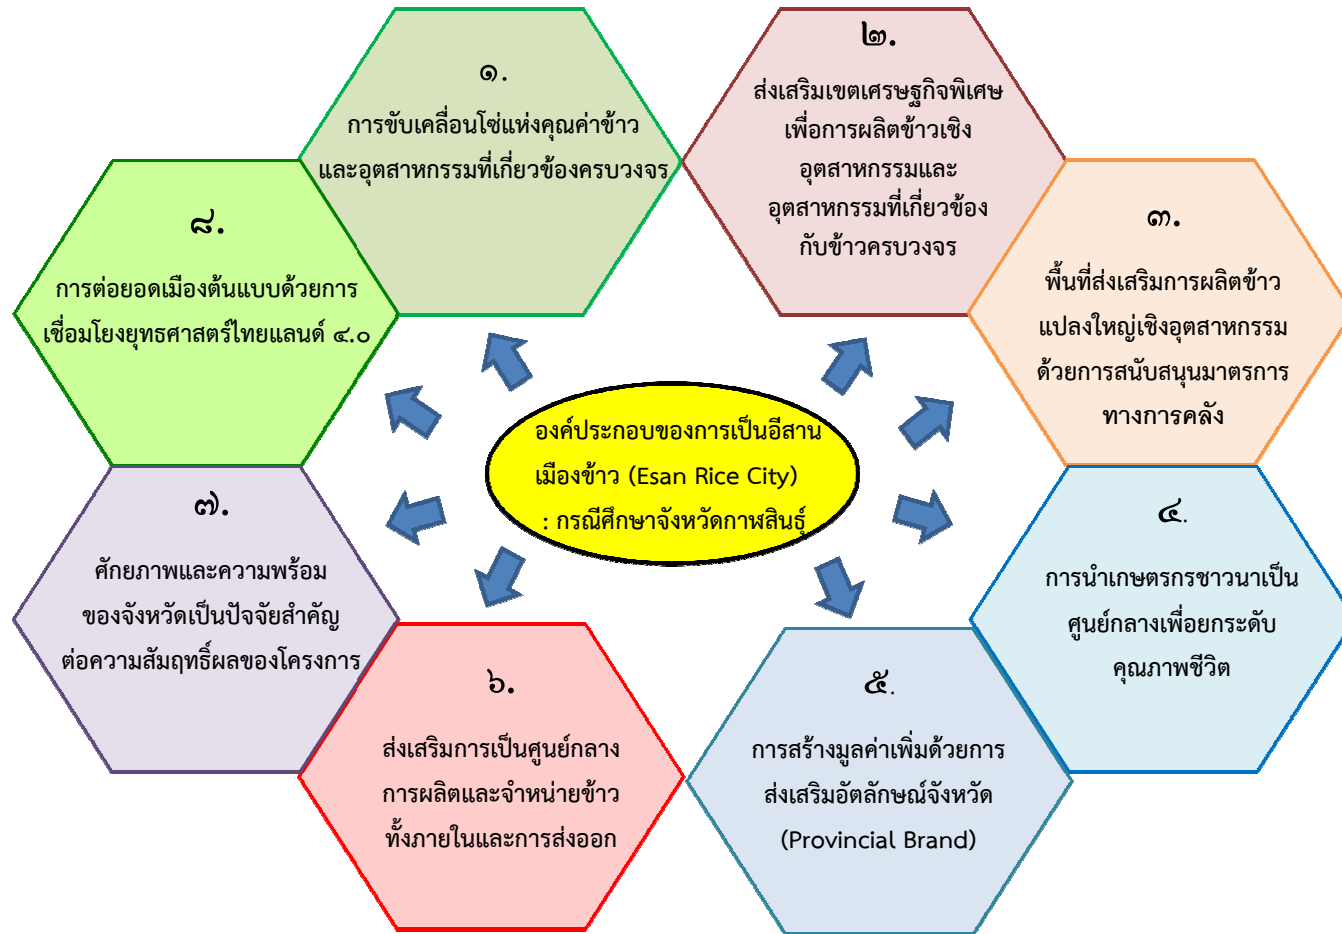 ๑.
การขับเคลื่อนโซ่แห่งคุณค่าข้าว
และอุตสาหกรรมที่เกี่ยวข้องครบวงจร
๒.
ส่งเสริมเขตเศรษฐกิจพิเศษ
เพื่อการผลิตข้าวเชิง
อุตสาหกรรมและ
อุตสาหกรรมที่เกี่ยวข้อง
กับข้าวครบวงจร
๓.
พื้นที่ส่งเสริมการผลิตข้าว
แปลงใหญ่เชิงอุตสาหกรรม
ด้วยการสนับสนุนมาตรการ
ทางการคลัง
๔.
การนำเกษตรกรชาวนาเป็น
ศูนย์กลางเพื่อยกระดับ
คุณภาพชีวิต
๕.
การสร้างมูลค่าเพิ่มด้วยการ
ส่งเสริมอัตลักษณ์จังหวัด
(Provincial Brand)
๖.
ส่งเสริมการเป็นศูนย์กลาง
การผลิตและจำหน่ายข้าว
ทั้งภายในและการส่งออก
๗.
ศักยภาพและความพร้อม
ของจังหวัดเป็นปัจจัยสำคัญ
ต่อความสัมฤทธิ์ผลของโครงการ
๘.
การต่อยอดเมืองต้นแบบด้วยการ
เชื่อมโยงยุทธศาสตร์ไทยแลนด์ ๔.๐
องค์ประกอบของการเป็นอีสาน
เมืองข้าว (Esan Rice City)
: กรณีศึกษาจังหวัดกาฬสินธุ์